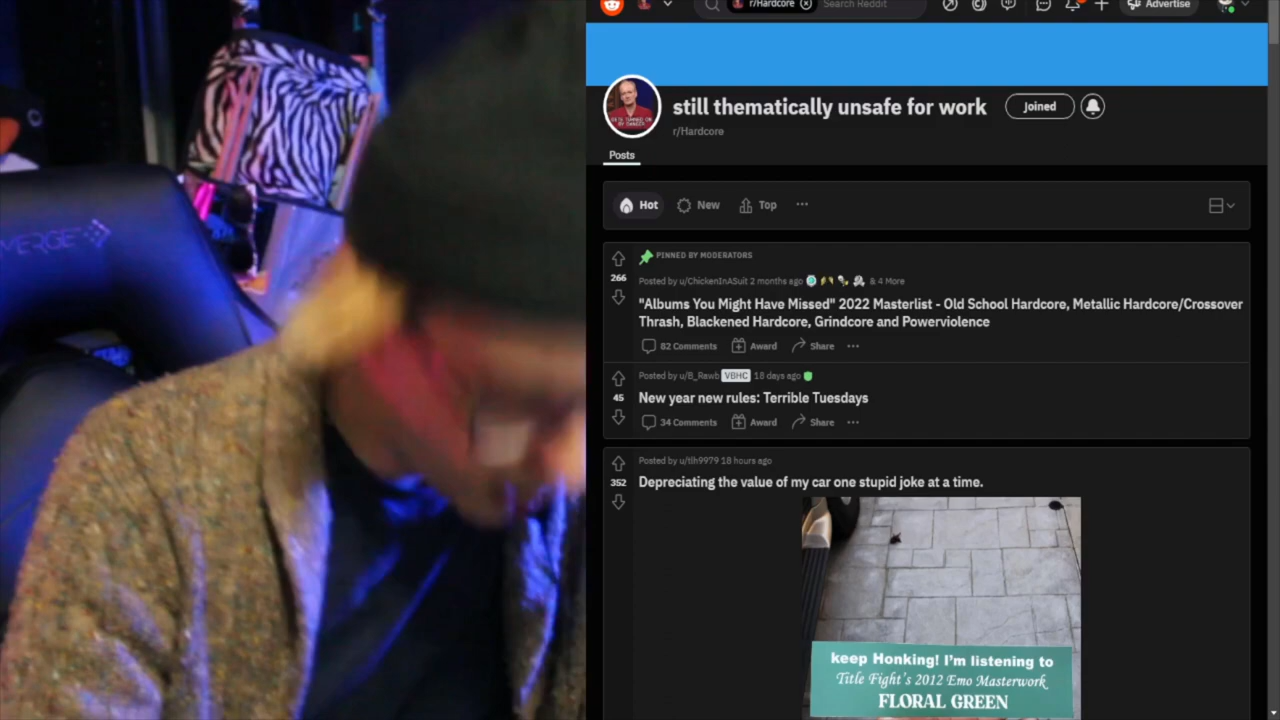 MERGE
r/Hardcore
Search Reddit
Advertise
still thematically unsafe for work
Joined
r/Hardcore
Posts
Hot
New
Top
PINNED BY MODERATORS
266
Posted by u/ChickenInASuit 2 months ago
& 4 More
"Albums You Might Have Missed" 2022 Masterlist - Old School Hardcore, Metallic Hardcore/Crossover
Thrash, Blackened Hardcore, Grindcore and Powerviolence
82 Comments
Award
Share
Posted by u/B_Rawb VBHC 18 days ago
45
New year new rules: Terrible Tuesdays
34 Comments
Award
Share
Posted by u/tlh9979 18 hours ago
352
Depreciating the value of my car one stupid joke at a time.
keep Honking! I'm listening to
Title Fight's 2012 Emo Masterwork
FLORAL GREEN